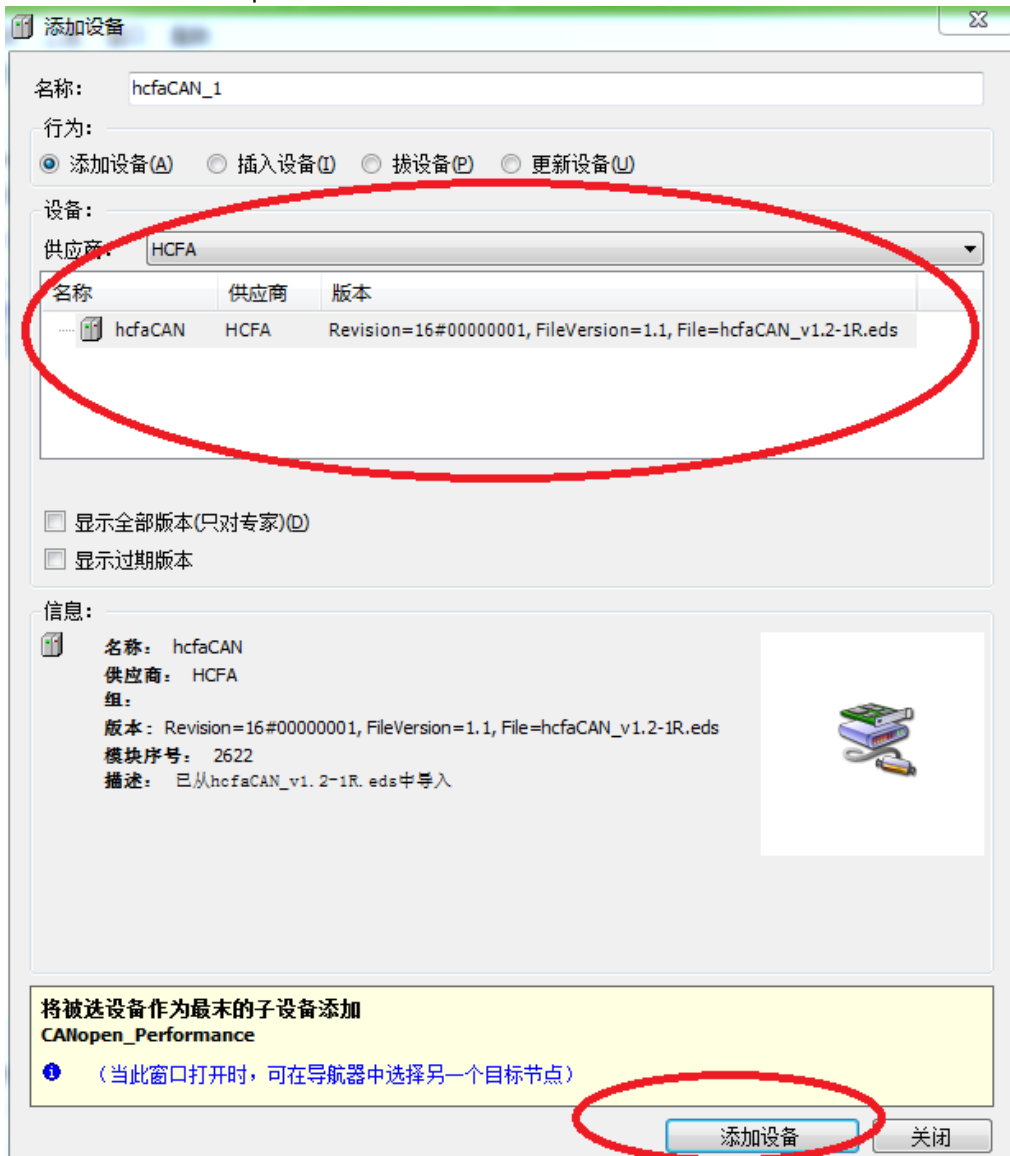 添加设备
名称： hcfaCAN_1
行为：
添加设备(A) 插入设备(I) 拔设备(P) 更新设备(U)
设备：
供应商： HCFA
名称 供应商 版本
hcfaCAN HCFA Revision=16#00000001, FileVersion=1.1, File=hcfaCAN_v1.2-1R.eds
显示全部版本(只对专家)(D)
显示过期版本
信息：
名称： hcfaCAN
供应商： HCFA
组：
版本： Revision=16#00000001, FileVersion=1.1, File=hcfaCAN_v1.2-1R.eds
模块序号： 2622
描述： 已从hcfaCAN_v1.2-1R.eds中导入
将被选设备作为最末的子设备添加
CANopen_Performance
（当此窗口打开时，可在导航器中选择另一个目标节点）
添加设备 关闭